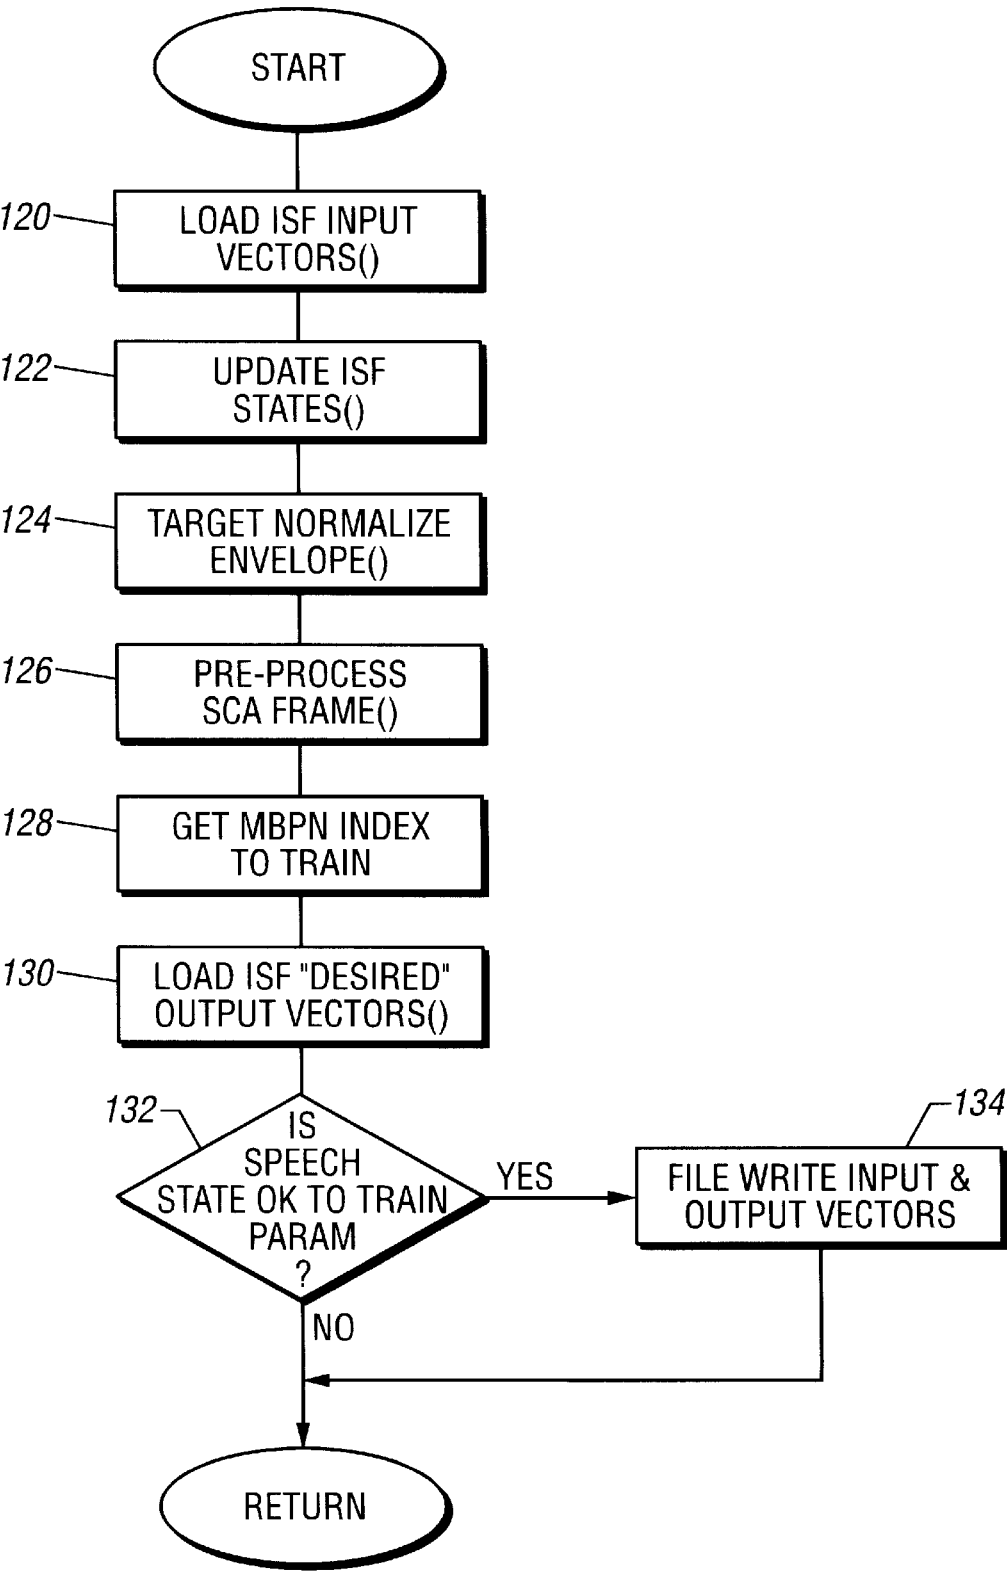 START
120
LOAD ISF INPUT
VECTORS()
122
UPDATE ISF
STATES()
124
TARGET NORMALIZE
ENVELOPE()
126
PRE-PROCESS
SCA FRAME()
128
GET MBPN INDEX
TO TRAIN
130
LOAD ISF "DESIRED"
OUTPUT VECTORS()
132
IS
SPEECH
STATE OK TO TRAIN
PARAM
?
YES
134
FILE WRITE INPUT &
OUTPUT VECTORS
NO
RETURN